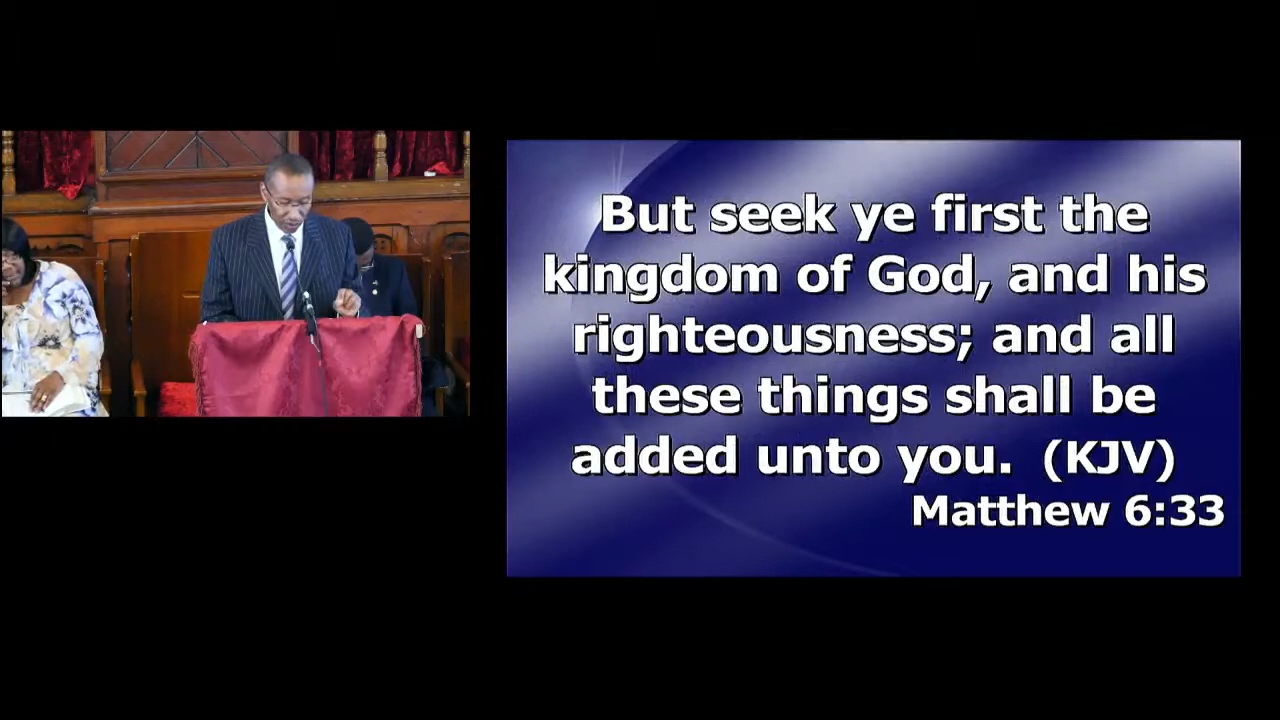 But seek ye first the
kingdom of God, and his
righteousness; and all
these things shall be
added unto you. (KJV)
Matthew 6:33